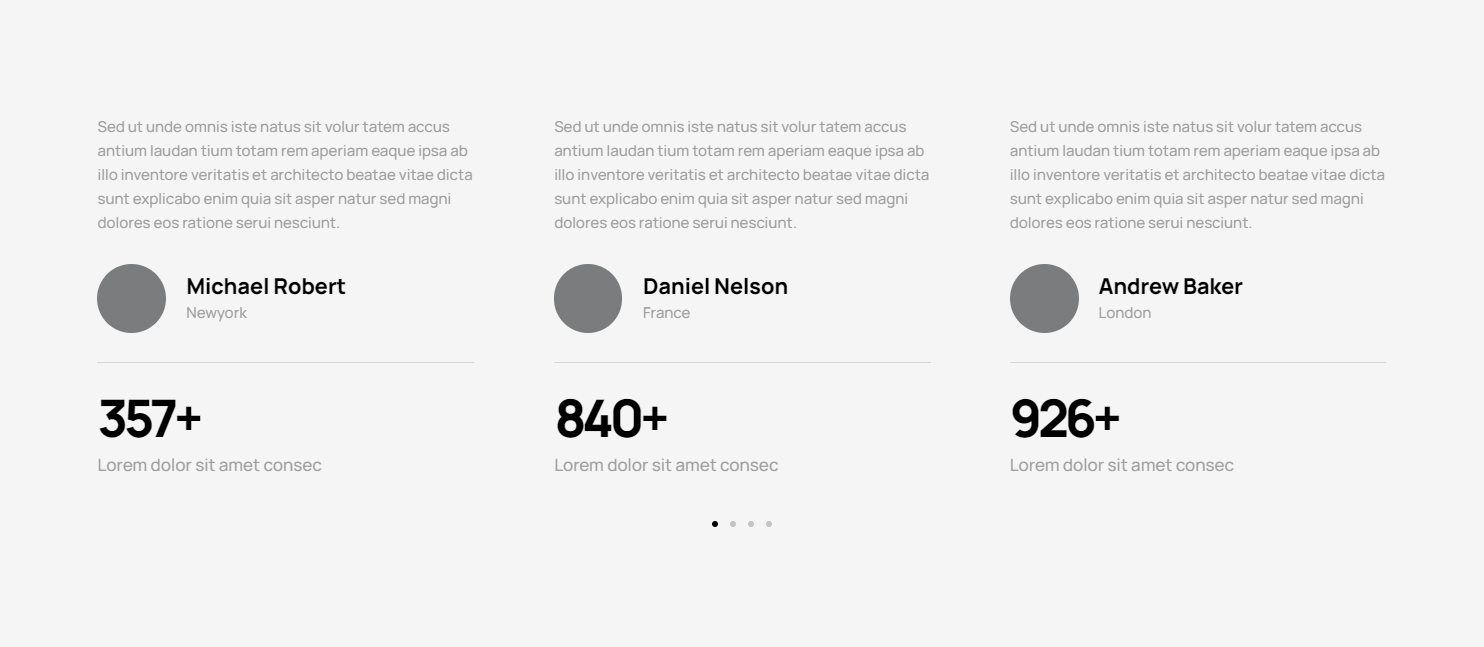 Sed ut unde omnis iste natus sit volur tatem accus
antium laudan tium totam rem aperiam eaque ipsa ab
illo inventore veritatis et architecto beatae vitae dicta
sunt explicabo enim quia sit asper natur sed magni
dolores eos ratione serui nesciunt.
Michael Robert
Newyork
357+
Lorem dolor sit amet consec
Sed ut unde omnis iste natus sit volur tatem accus
antium laudan tium totam rem aperiam eaque ipsa ab
illo inventore veritatis et architecto beatae vitae dicta
sunt explicabo enim quia sit asper natur sed magni
dolores eos ratione serui nesciunt.
Daniel Nelson
France
840+
Lorem dolor sit amet consec
Sed ut unde omnis iste natus sit volur tatem accus
antium laudan tium totam rem aperiam eaque ipsa ab
illo inventore veritatis et architecto beatae vitae dicta
sunt explicabo enim quia sit asper natur sed magni
dolores eos ratione serui nesciunt.
Andrew Baker
London
926+
Lorem dolor sit amet consec